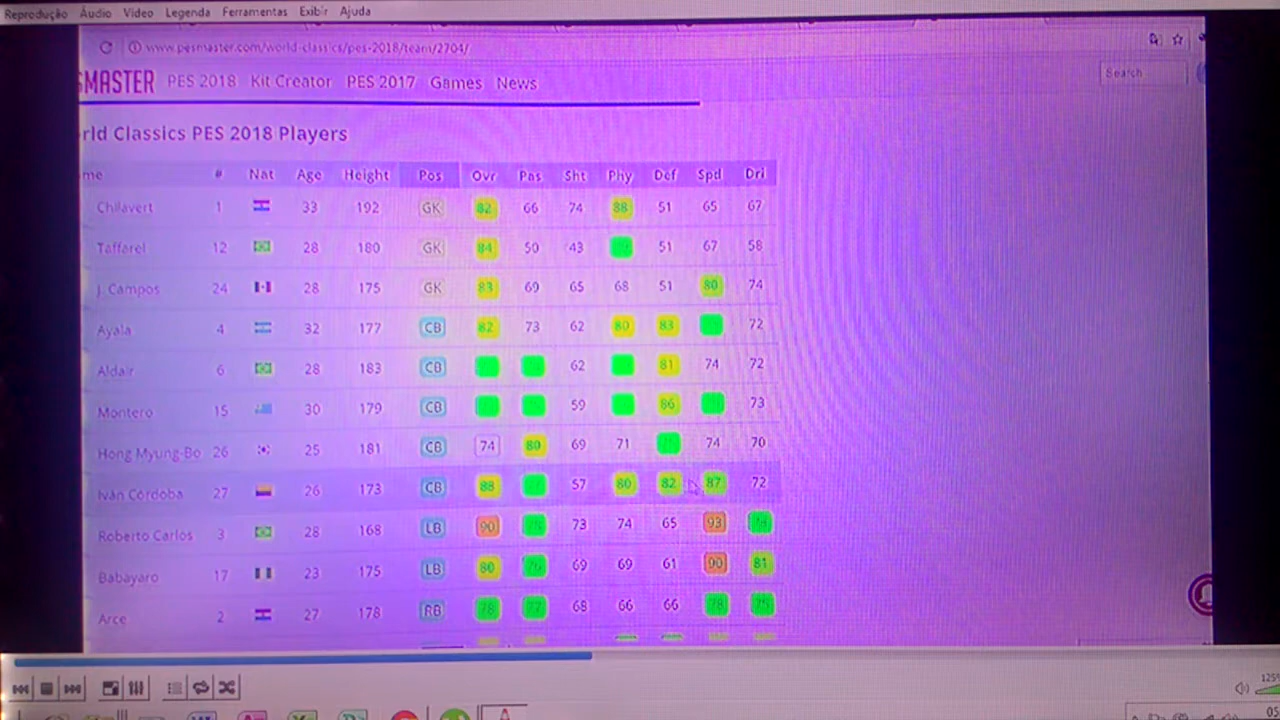 Reprodução Áudio Vídeo Legenda Ferramentas Exibir Ajuda
www.pesmaster.com/world-classics/pes-2018/team/2704/
SMASTER PES 2018 Kit Creator PES 2017 Games News Search
rld Classics PES 2018 Players
me # Nat Age Height Pos Ovr Pas Sht Phy Def Spd Dri
Chilavert 1 33 192 GK 82 66 74 88 51 65 67
Taffarel 12 28 180 GK 84 50 43 51 67 58
J. Campos 24 28 175 GK 83 69 65 68 51 80 74
Ayala 4 32 177 CB 82 73 62 80 83 72
Aldair 6 28 183 CB 62 81 74 72
Montero 15 30 179 CB 59 86 73
Hong Myung-Bo 26 25 181 CB 74 80 69 71 74 70
Iván Córdoba 27 26 173 CB 88 57 80 82 87 72
Roberto Carlos 3 28 168 LB 90 73 74 65 93
Babayaro 17 23 175 LB 80 76 69 69 61 90 81
Arce 2 27 178 RB 78 77 68 66 66 78 75
125%
05